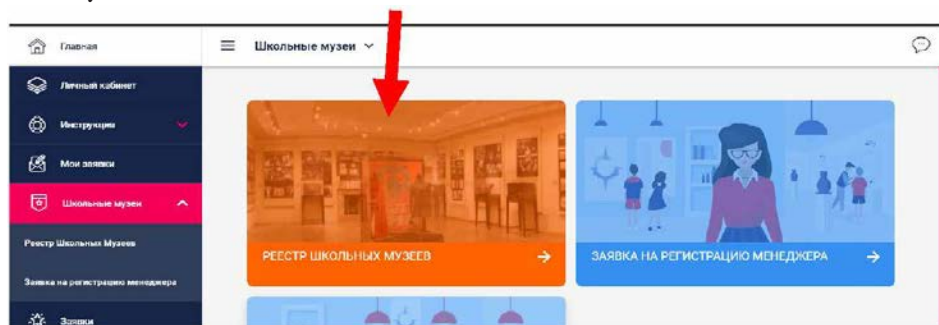 Главная
Школьные музеи
Личный кабинет
Инструкция
Мои заявки
Школьные музеи
Реестр Школьных Музеев
Заявка на регистрацию менеджера
Заявки
РЕЕСТР ШКОЛЬНЫХ МУЗЕЕВ
ЗАЯВКА НА РЕГИСТРАЦИЮ МЕНЕДЖЕРА